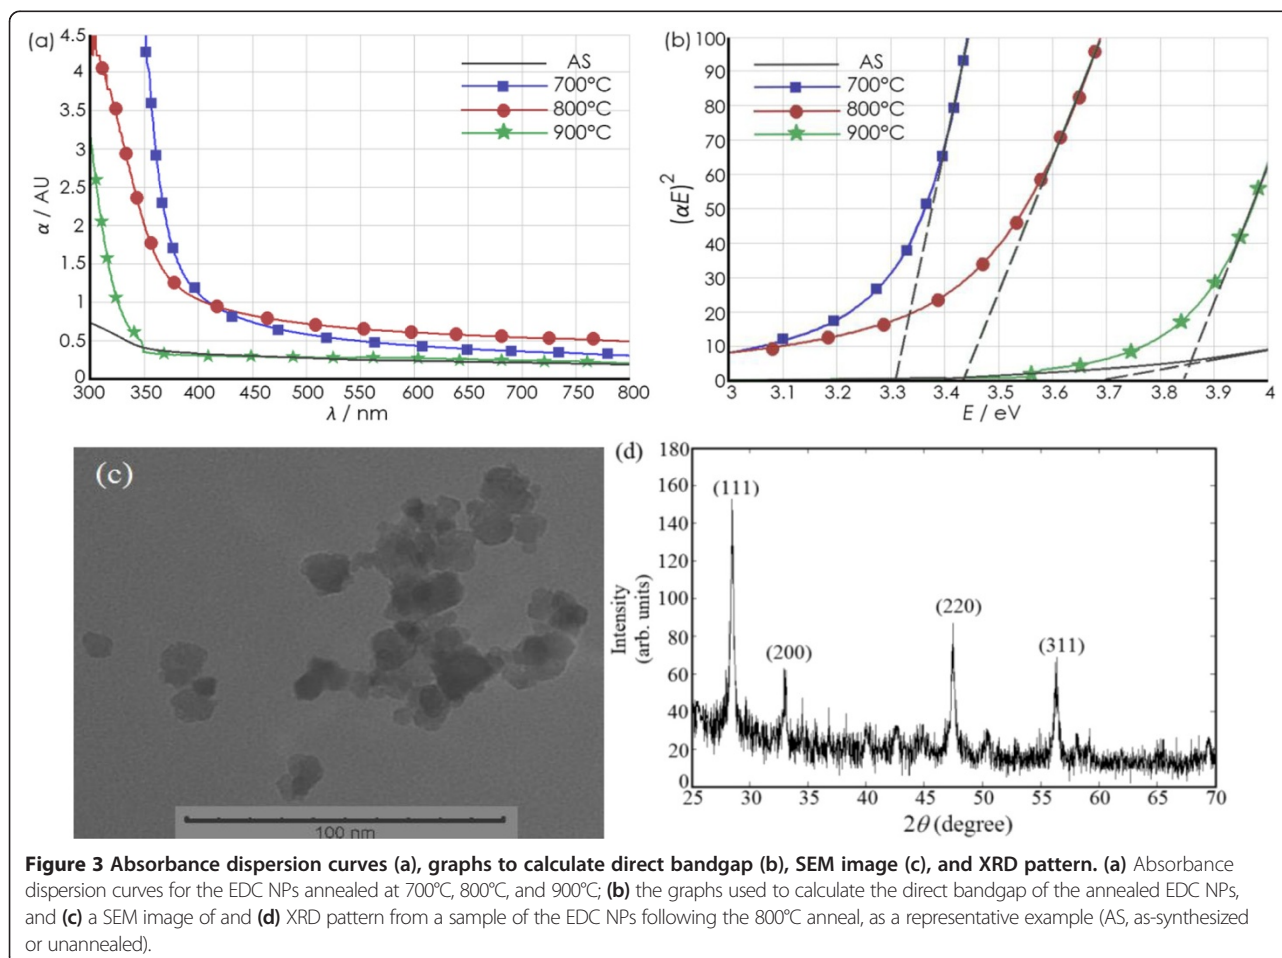 (a)
4.5
4
3.5
3
2.5
2
1.5
1
0.5
0
α / AU
300 350 400 450 500 550 600 650 700 750 800
λ / nm
AS
700°C
800°C
900°C
(b)
100
90
80
70
60
50
40
30
20
10
0
(αE)²
3 3.1 3.2 3.3 3.4 3.5 3.6 3.7 3.8 3.9 4
E / eV
AS
700°C
800°C
900°C
(c)
100 nm
(d)
180
160
140
120
100
80
60
40
20
0
Intensity
(arb. units)
(111)
(200)
(220)
(311)
25 30 35 40 45 50 55 60 65 70
2θ (degree)
Figure 3 Absorbance dispersion curves (a), graphs to calculate direct bandgap (b), SEM image (c), and XRD pattern. (a) Absorbance
dispersion curves for the EDC NPs annealed at 700°C, 800°C, and 900°C; (b) the graphs used to calculate the direct bandgap of the annealed EDC NPs,
and (c) a SEM image of and (d) XRD pattern from a sample of the EDC NPs following the 800°C anneal, as a representative example (AS, as-synthesized
or unannealed).